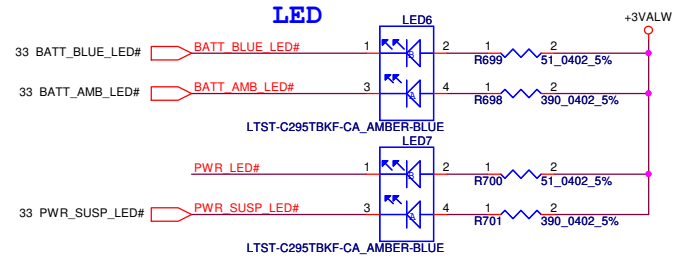 LED
LED6
+3VALW
33 BATT_BLUE_LED# BATT_BLUE_LED# 1 B 2 1 2
R699 51_0402_5%
33 BATT_AMB_LED# BATT_AMB_LED# 3 A 4 1 2
R698 390_0402_5%
LTST-C295TBKF-CA_AMBER-BLUE
LED7
PWR_LED# 1 B 2 1 2
R700 51_0402_5%
33 PWR_SUSP_LED# PWR_SUSP_LED# 3 A 4 1 2
R701 390_0402_5%
LTST-C295TBKF-CA_AMBER-BLUE